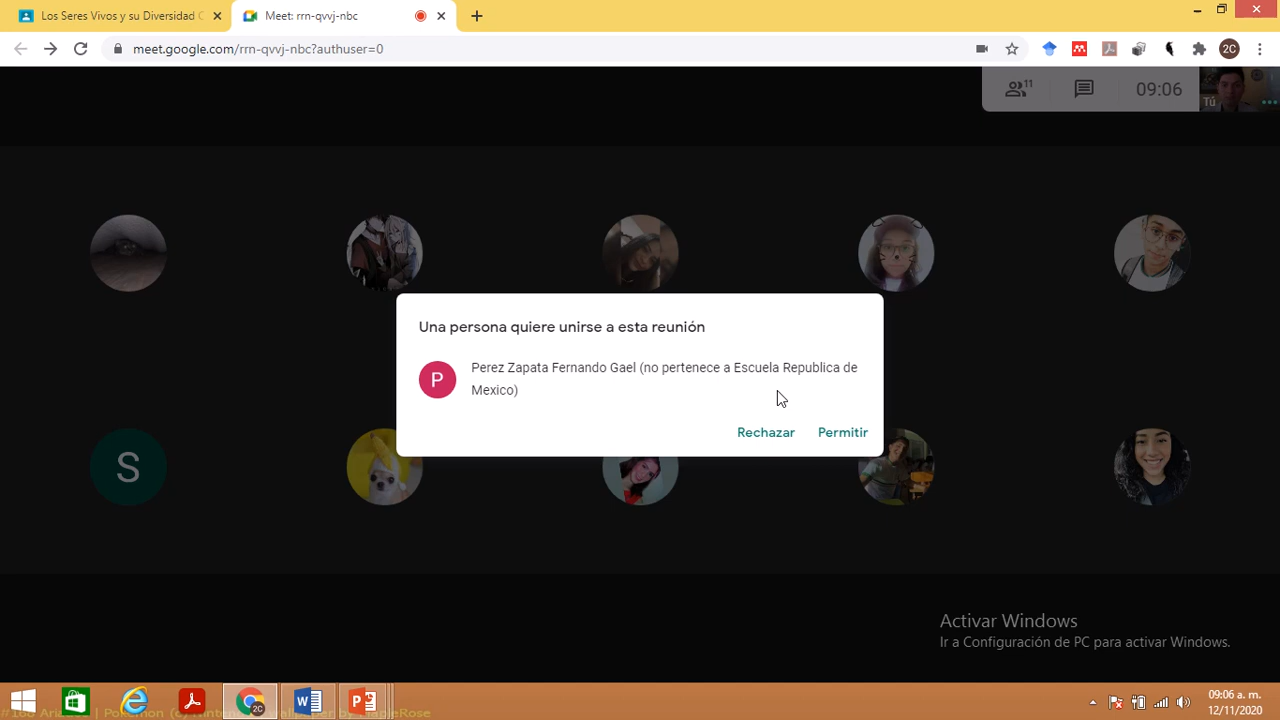 Los Seres Vivos y su Diversidad
Meet: rrn-qvvj-nbc
meet.google.com/rrn-qvvj-nbc?authuser=0
2C
11
09:06
Tú
Una persona quiere unirse a esta reunión
P
Perez Zapata Fernando Gael (no pertenece a Escuela Republica de
Mexico)
Rechazar
Permitir
S
Activar Windows
Ir a Configuración de PC para activar Windows.
2C
09:06 a. m.
12/11/2020